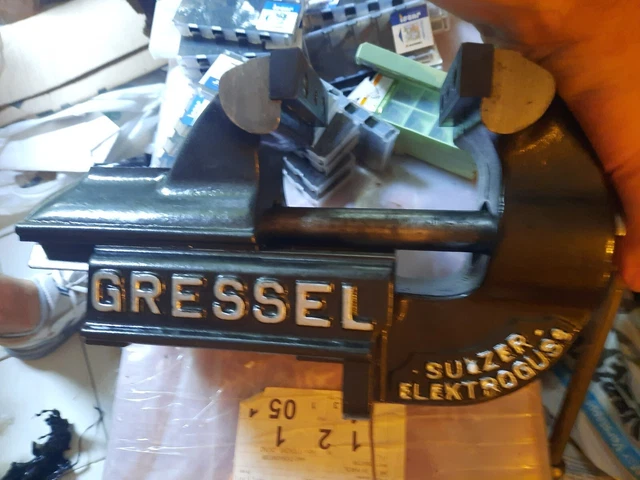 GRESSEL
SULZER-
ELEKTROGUSS
1 2 1 05